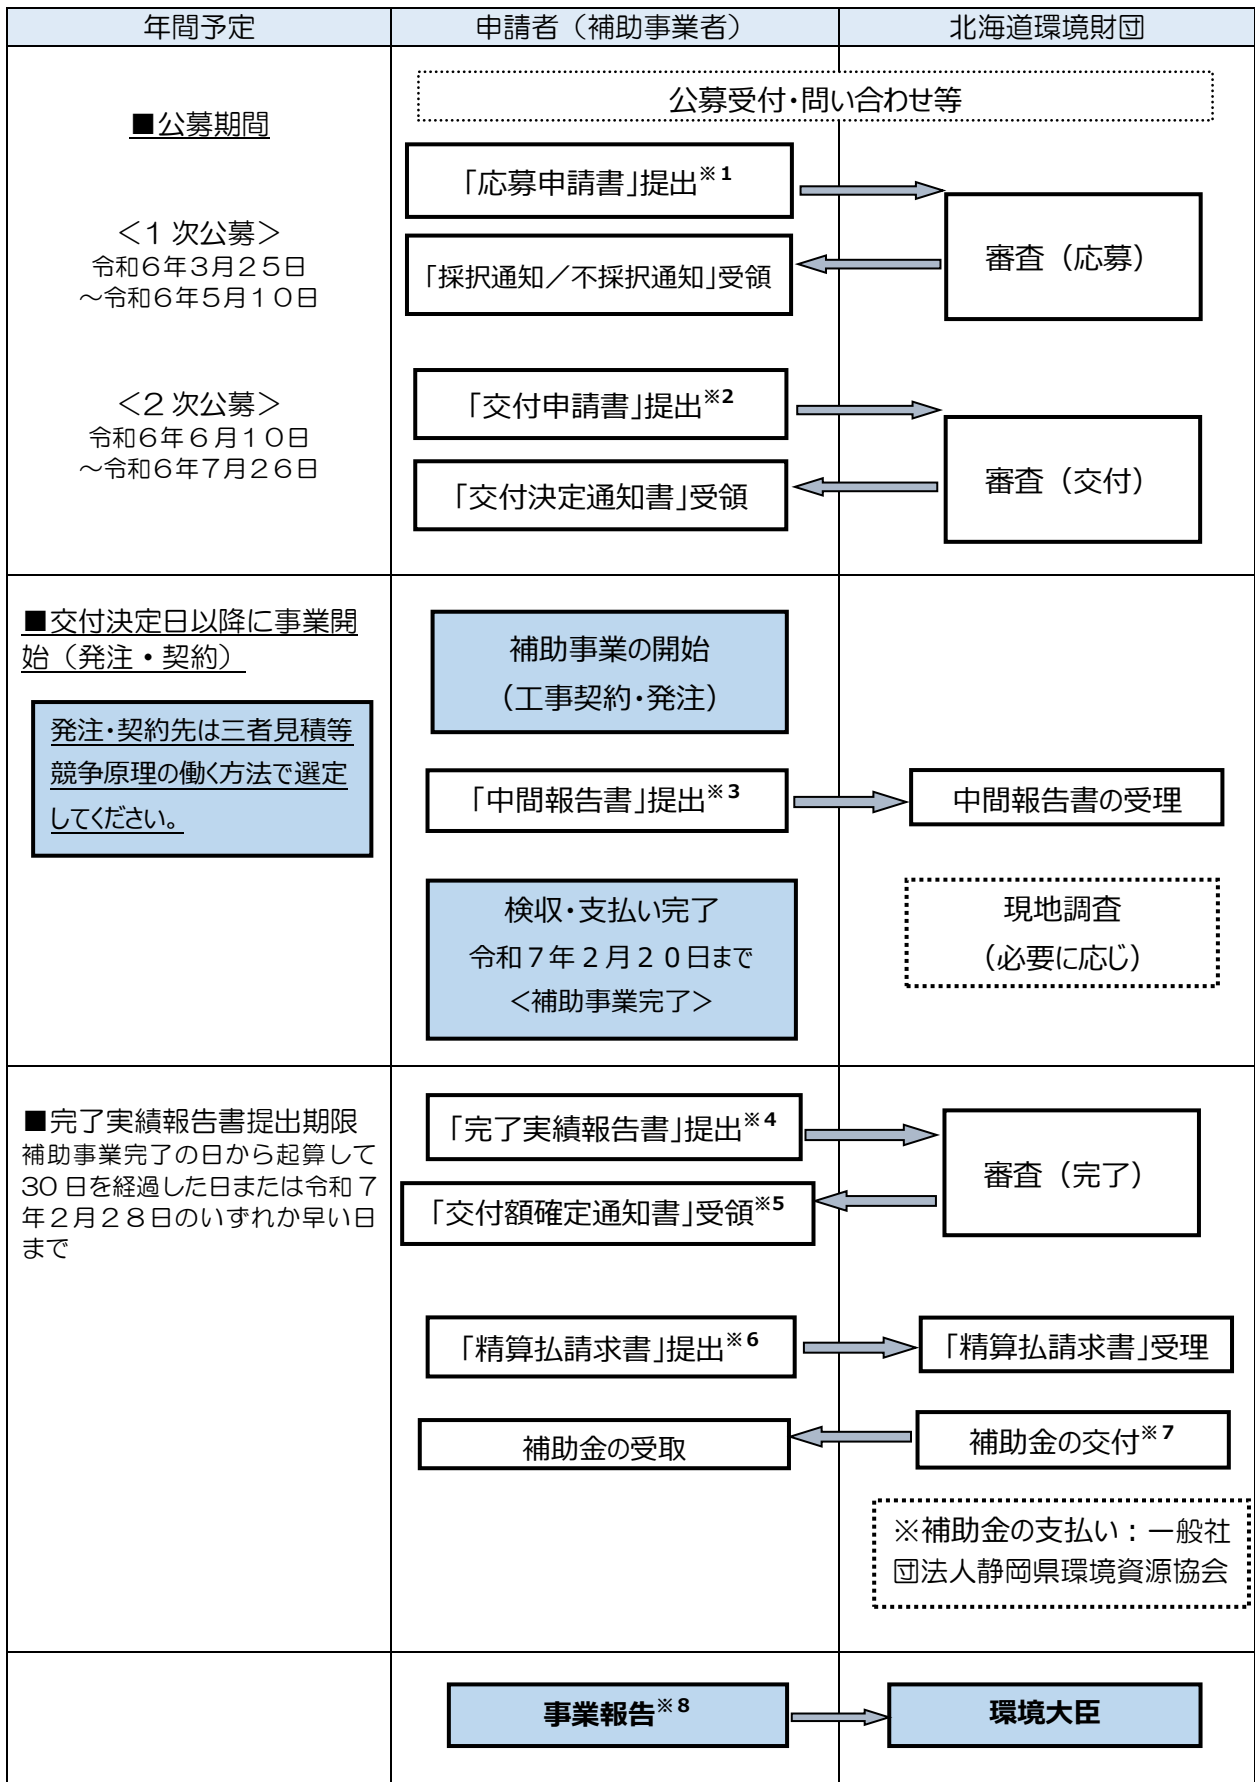 年間予定
申請者（補助事業者）
北海道環境財団
公募受付・問い合わせ等
■公募期間
＜１次公募＞
令和６年３月２５日
～令和６年５月１０日
＜２次公募＞
令和６年６月１０日
～令和６年７月２６日
「応募申請書」提出※１
「採択通知／不採択通知」受領
審査（応募）
「交付申請書」提出※２
「交付決定通知書」受領
審査（交付）
■交付決定日以降に事業開
始（発注・契約）
発注・契約先は三者見積等
競争原理の働く方法で選定
してください。
補助事業の開始
（工事契約・発注）
「中間報告書」提出※３
中間報告書の受理
検収・支払い完了
令和７年２月２０日まで
＜補助事業完了＞
現地調査
（必要に応じ）
■完了実績報告書提出期限
補助事業完了の日から起算して
30 日を経過した日または令和７
年２月２８日のいずれか早い日
まで
「完了実績報告書」提出※４
「交付額確定通知書」受領※５
審査（完了）
「精算払請求書」提出※６
「精算払請求書」受理
補助金の受取
補助金の交付※７
※補助金の支払い：一般社
団法人静岡県環境資源協会
事業報告※８
環境大臣